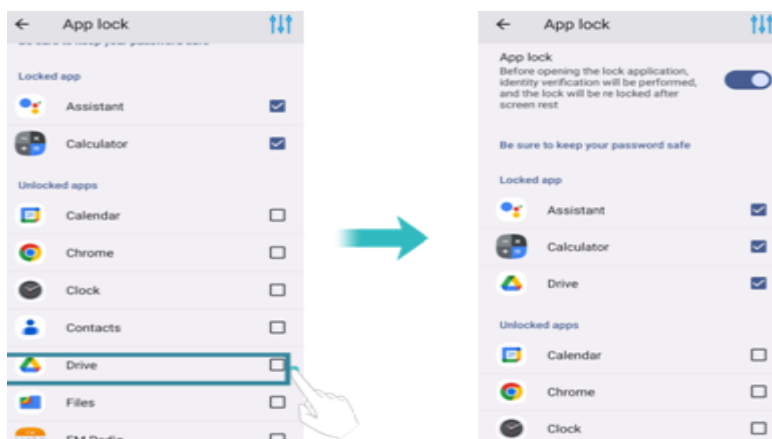 App lock
Be sure to keep your password safe
Locked app
Assistant
Calculator
Unlocked apps
Calendar
Chrome
Clock
Contacts
Drive
Files
FM Radio
App lock
App lock
Before opening the lock application,
identity verification will be performed,
and the lock will be re locked after
screen rest
Be sure to keep your password safe
Locked app
Assistant
Calculator
Drive
Unlocked apps
Calendar
Chrome
Clock